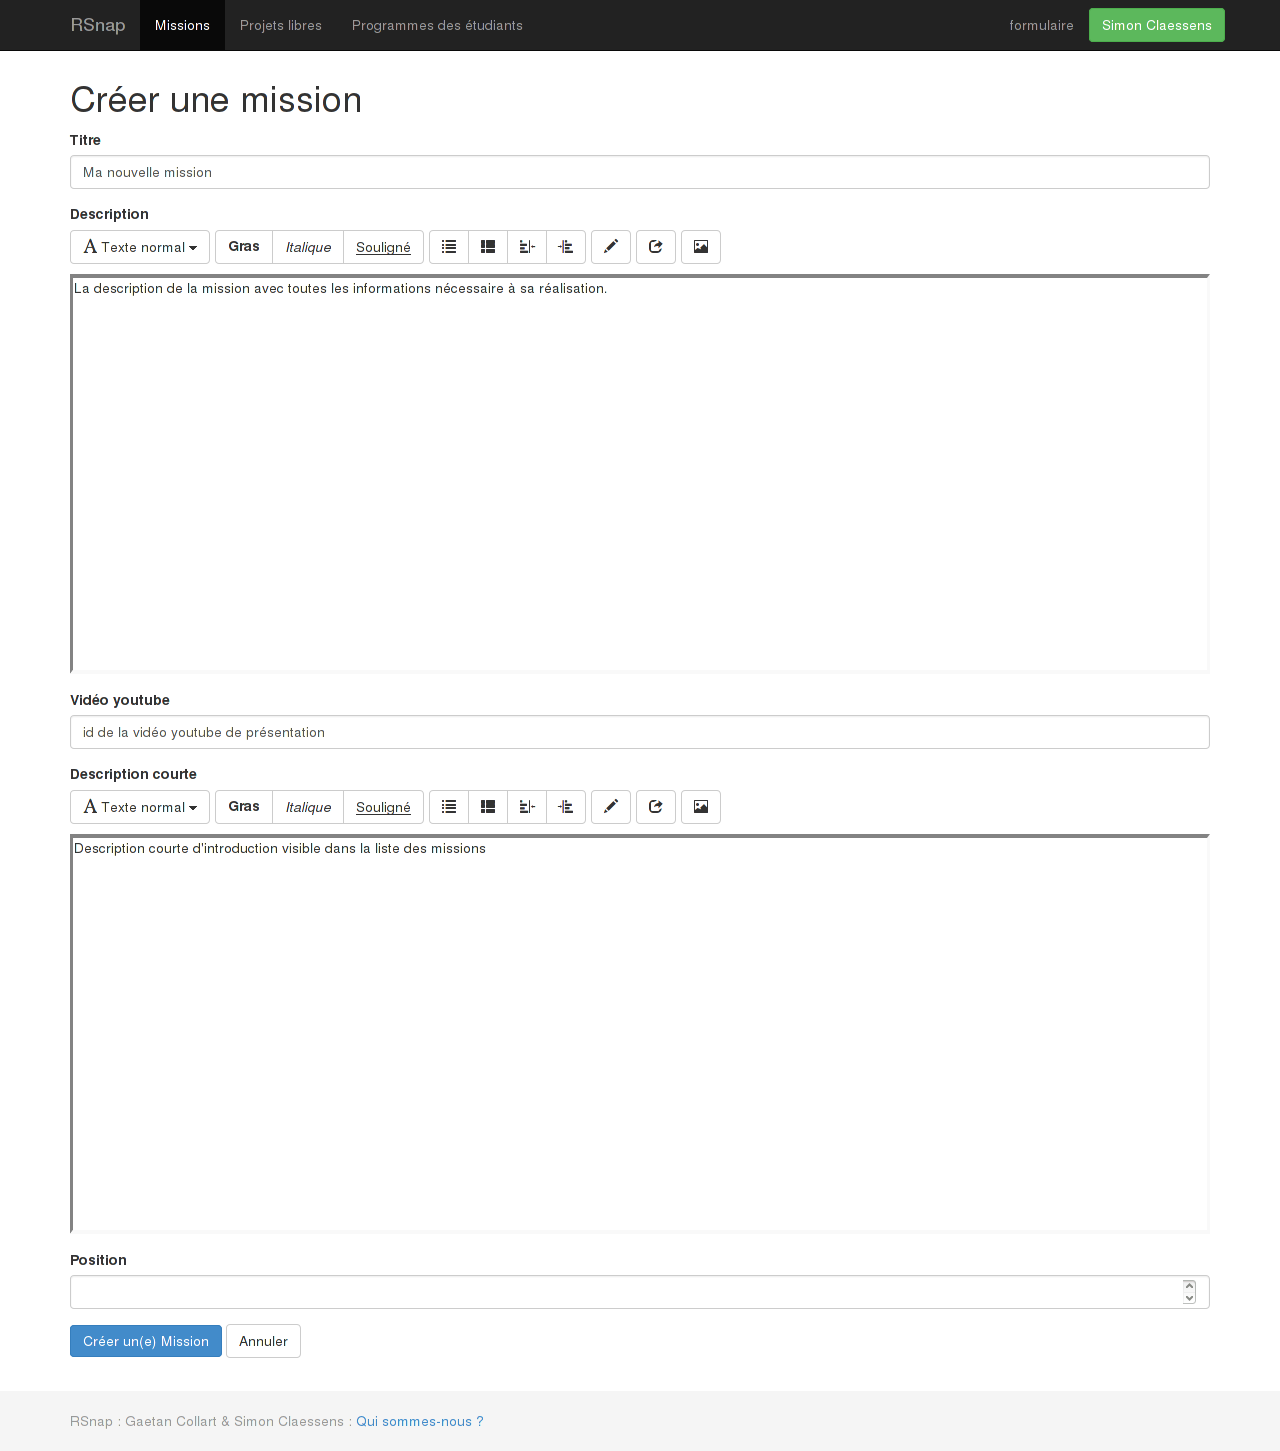 RSnap Missions Projets libres Programmes des étudiants formulaire Simon Claessens
Créer une mission
Titre
Ma nouvelle mission
Description
A Texte normal Gras Italique Souligné
La description de la mission avec toutes les informations nécessaire à sa réalisation.
Vidéo youtube
id de la vidéo youtube de présentation
Description courte
A Texte normal Gras Italique Souligné
Description courte d'introduction visible dans la liste des missions
Position
Créer un(e) Mission Annuler
RSnap : Gaetan Collart & Simon Claessens : Qui sommes-nous ?